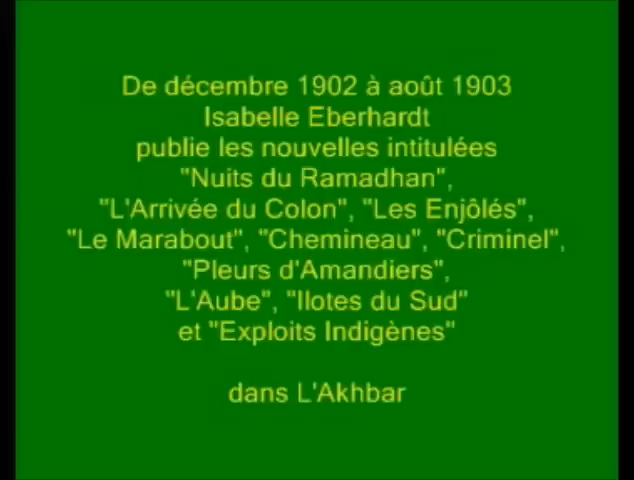 De décembre 1902 à août 1903
Isabelle Eberhardt
publie les nouvelles intitulées
"Nuits du Ramadhan",
"L'Arrivée du Colon", "Les Enjôlés",
"Le Marabout", "Chemineau", "Criminel",
"Pleurs d'Amandiers",
"L'Aube", "Ilotes du Sud"
et "Exploits Indigènes"
dans L'Akhbar